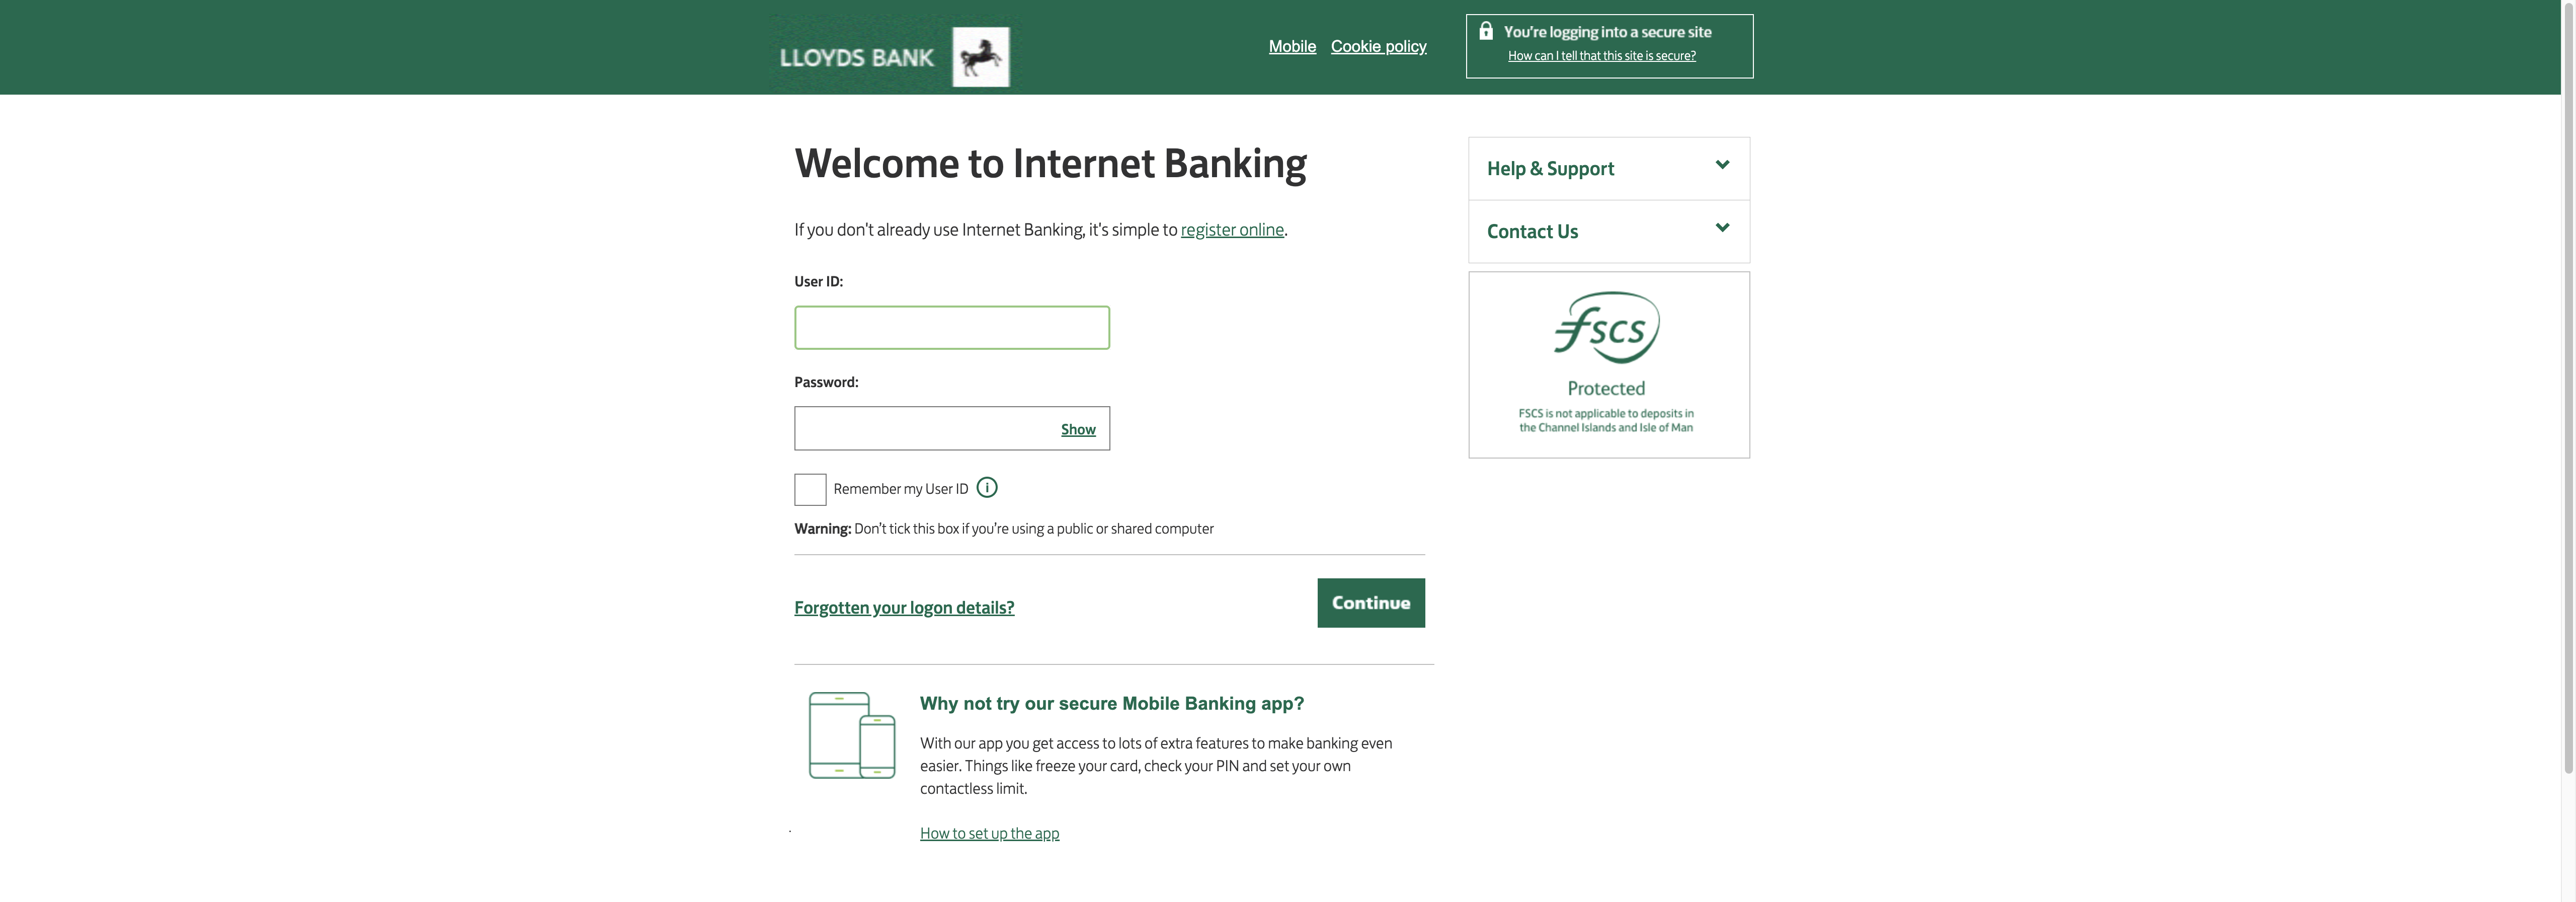 LLOYDS BANK
Mobile Cookie policy
You're logging into a secure site
How can I tell that this site is secure?
Welcome to Internet Banking
If you don't already use Internet Banking, it's simple to register online.
User ID:
Password:
Show
Remember my User ID i
Warning: Don't tick this box if you're using a public or shared computer
Forgotten your logon details?
Continue
Why not try our secure Mobile Banking app?
With our app you get access to lots of extra features to make banking even
easier. Things like freeze your card, check your PIN and set your own
contactless limit.
How to set up the app
Help & Support
Contact Us
fscs
Protected
FSCS is not applicable to deposits in
the Channel Islands and Isle of Man